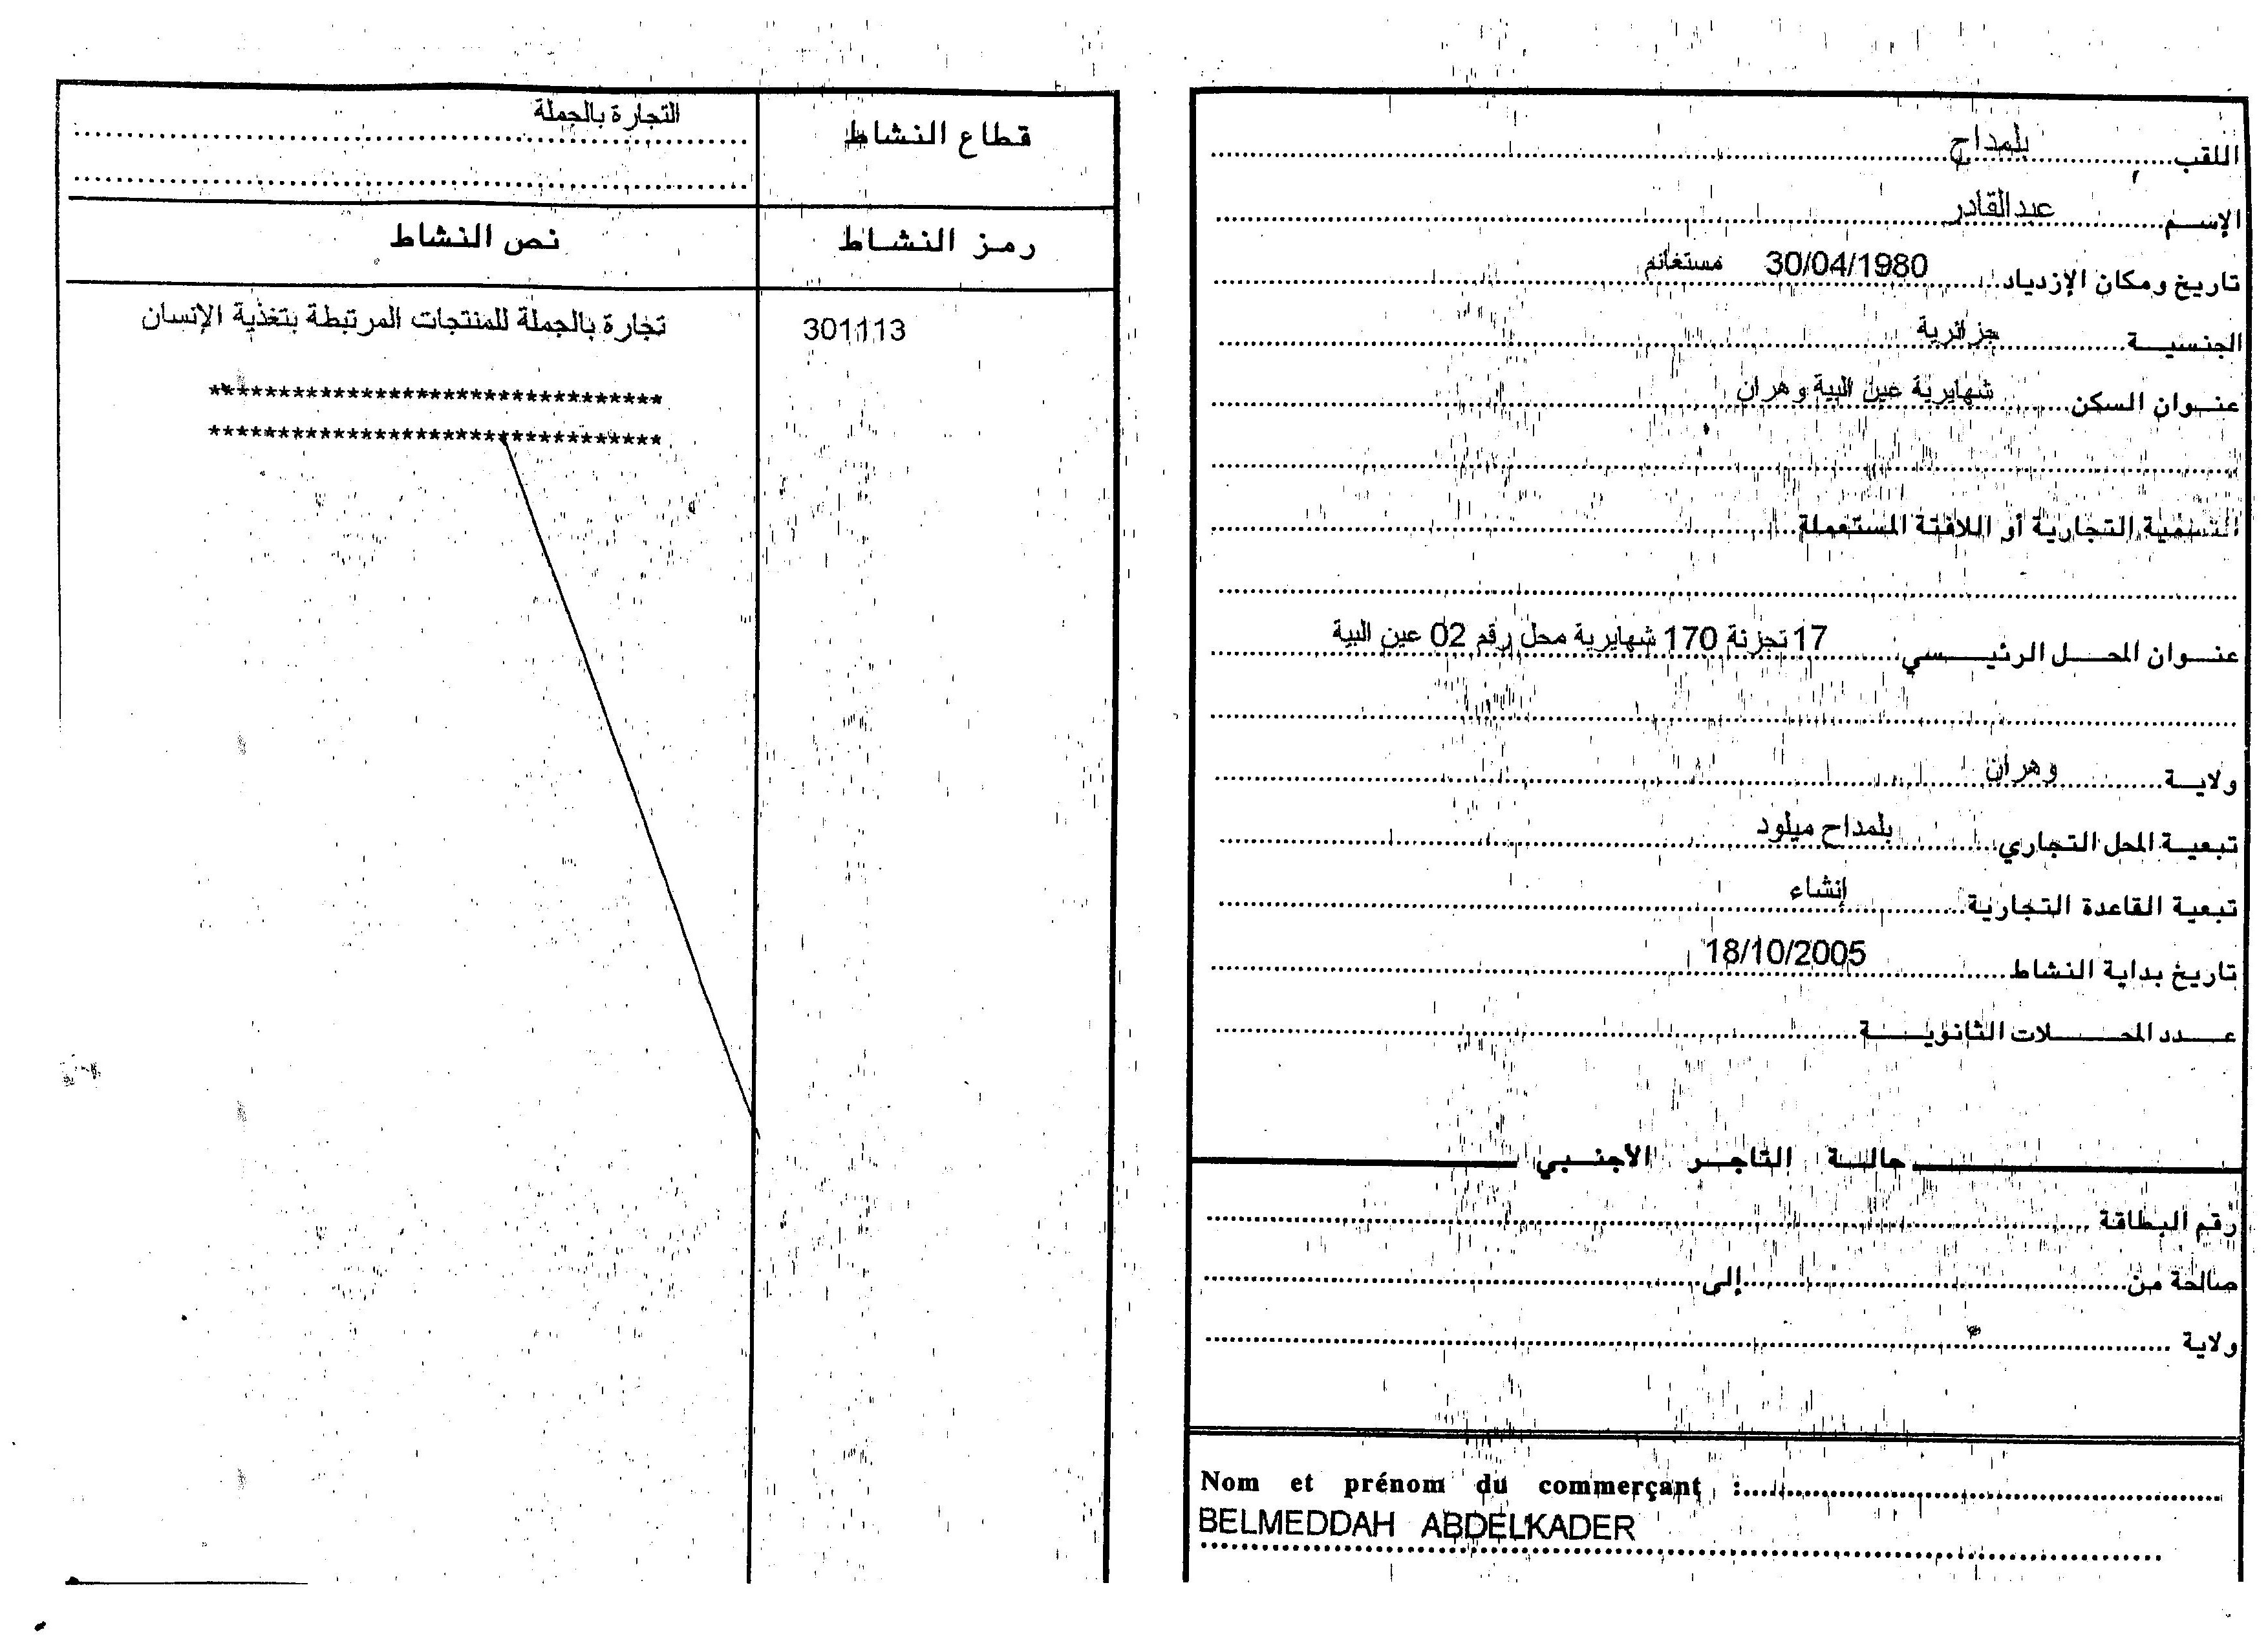 اللقب بلمداح
الإسم عبدالقادر
تاريخ ومكان الإزدياد 30/04/1980 مستغانم
الجنسية جزائرية
عنوان السكن شهايرية عين البية وهران
التسمية التجارية أو اللافتة المستعملة
عنوان المحل الرئيسي 17 تجزئة 170 شهايرية محل رقم 02 عين البية
ولاية وهران
تبعية المحل التجاري بلمداح ميلود
تبعية القاعدة التجارية إنشاء
تاريخ بداية النشاط 18/10/2005
عدد المحلات الثانوية
حالة التاجر الأجنبي
رقم البطاقة
صالحة من إلى
ولاية
Nom et prénom du commerçant :
BELMEDDAH ABDELKADER
قطاع النشاط التجارة بالجملة
رمز النشاط نص النشاط
301113 تجارة بالجملة للمنتجات المرتبطة بتغذية الإنسان
*********************************
*********************************